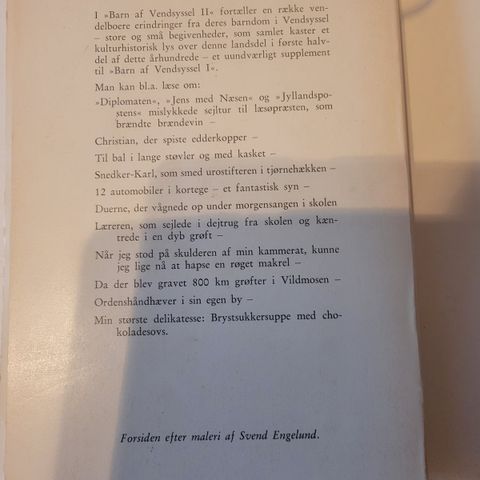 I »Barn af Vendsyssel II« fortæller en række ven-
delboere erindringer fra deres barndom i Vendsyssel
– store og små begivenheder, som samlet kaster et
kulturhistorisk lys over denne landsdel i første halv-
del af dette århundrede – et uundværligt supplement
til »Barn af Vendsyssel I«.
Man kan bl.a. læse om:
»Diplomaten«, »Jens med Næsen« og »Jyllandspo-
stens« mislykkede sejltur til læsøpræsten, som
brændte brændevin –
Christian, der spiste edderkopper –
Til bal i lange støvler og med kasket –
Snedker-Karl, som smed urostifteren i tjørnehækken –
12 automobiler i kortege – et fantastisk syn –
Duerne, der vågnede op under morgensangen i skolen
Læreren, som sejlede i dejtrug fra skolen og kæn-
trede i en dyb grøft –
Når jeg stod på skulderen af min kammerat, kunne
jeg lige nå at hapse en røget makrel –
Da der blev gravet 800 km grøfter i Vildmosen –
Ordenshåndhæver i sin egen by –
Min største delikatesse: Brystsukkersuppe med cho-
koladesovs.
Forsiden efter maleri af Svend Engelund.